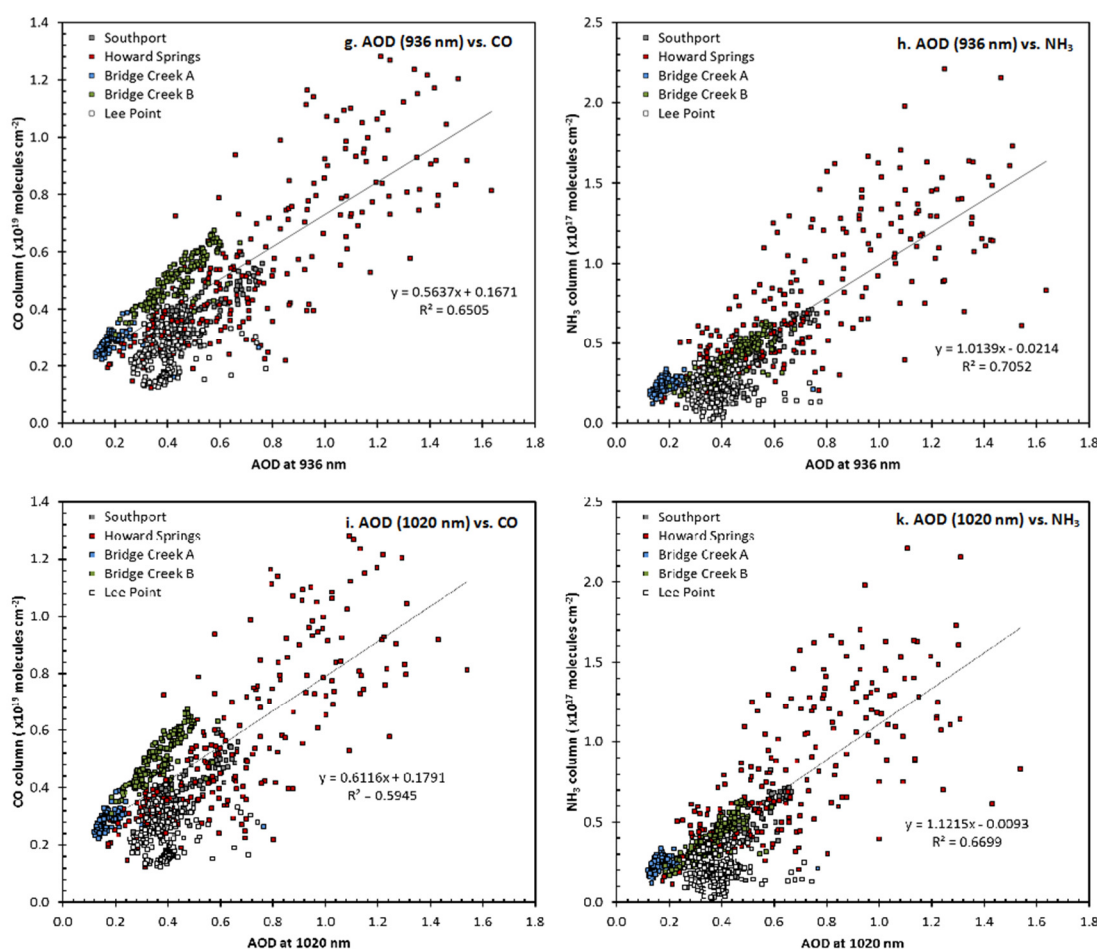 g. AOD (936 nm) vs. CO
Southport
Howard Springs
Bridge Creek A
Bridge Creek B
Lee Point
1.4
1.2
1.0
0.8
0.6
0.4
0.2
0.0
CO column ( x10¹⁹ molecules cm⁻²)
y = 0.5637x + 0.1671
R² = 0.6505
0.0 0.2 0.4 0.6 0.8 1.0 1.2 1.4 1.6 1.8
AOD at 936 nm
h. AOD (936 nm) vs. NH₃
Southport
Howard Springs
Bridge Creek A
Bridge Creek B
Lee Point
2.5
2.0
1.5
1.0
0.5
0.0
NH₃ column ( x10¹⁷ molecules cm⁻²)
y = 1.0139x - 0.0214
R² = 0.7052
0.0 0.2 0.4 0.6 0.8 1.0 1.2 1.4 1.6 1.8
AOD at 936 nm
i. AOD (1020 nm) vs. CO
Southport
Howard Springs
Bridge Creek A
Bridge Creek B
Lee Point
1.4
1.2
1.0
0.8
0.6
0.4
0.2
0.0
CO column ( x10¹⁹ molecules cm⁻²)
y = 0.6116x + 0.1791
R² = 0.5945
0.0 0.2 0.4 0.6 0.8 1.0 1.2 1.4 1.6 1.8
AOD at 1020 nm
k. AOD (1020 nm) vs. NH₃
Southport
Howard Springs
Bridge Creek A
Bridge Creek B
Lee Point
2.5
2.0
1.5
1.0
0.5
0.0
NH₃ column ( x10¹⁷ molecules cm⁻²)
y = 1.1215x - 0.0093
R² = 0.6699
0.0 0.2 0.4 0.6 0.8 1.0 1.2 1.4 1.6 1.8
AOD at 1020 nm